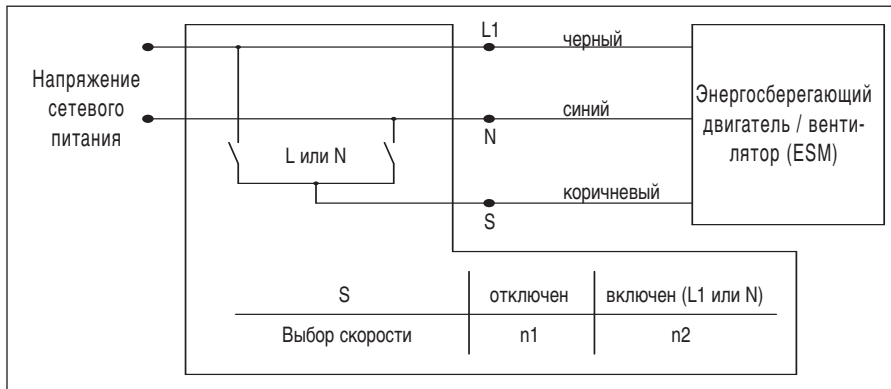 L1
черный
Напряжение
сетевого
питания
синий
N
Энергосберегающий
двигатель / венти-
лятор (ESM)
L или N
коричневый
S
S отключен включен (L1 или N)
Выбор скорости n1 n2